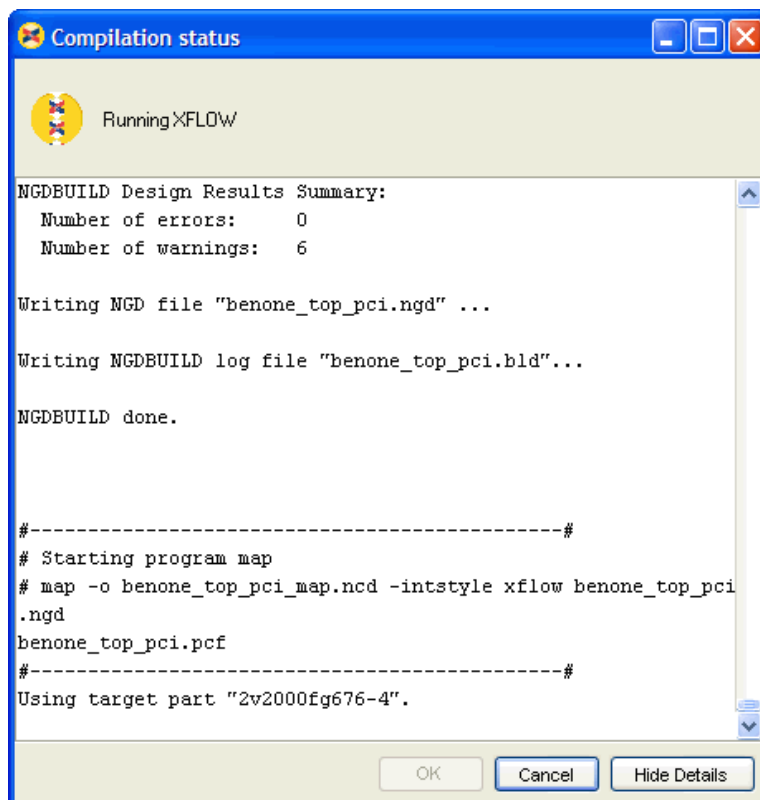 Compilation status
Running XFLOW
NGDBUILD Design Results Summary:
  Number of errors:     0
  Number of warnings:   6
Writing NGD file "benone_top_pci.ngd" ...
Writing NGDBUILD log file "benone_top_pci.bld"...
NGDBUILD done.
#----------------------------------------------#
# Starting program map
# map -o benone_top_pci_map.ncd -intstyle xflow benone_top_pci
.ngd
benone_top_pci.pcf
#----------------------------------------------#
Using target part "2v2000fg676-4".
OK Cancel Hide Details